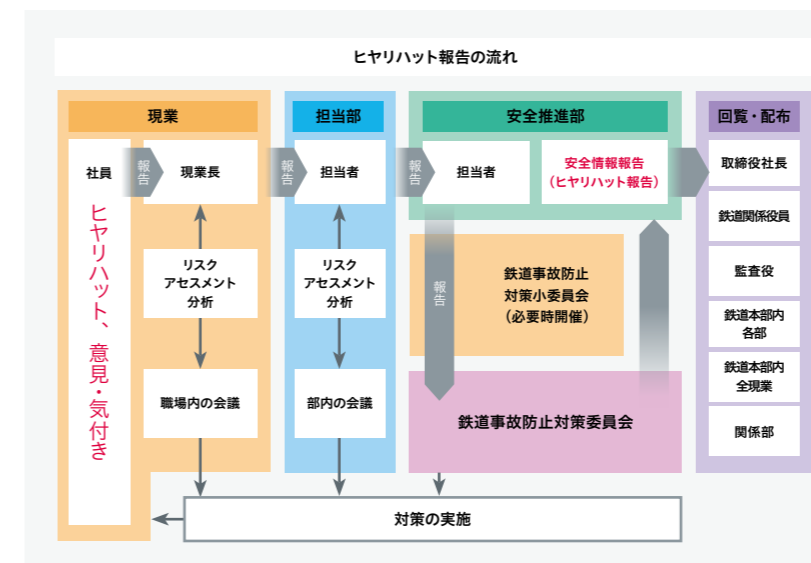 ヒヤリハット報告の流れ
現業
社員
ヒヤリハット、意見・気付き
報告
現業長
リスク
アセスメント
分析
職場内の会議
担当部
報告
担当者
リスク
アセスメント
分析
部内の会議
安全推進部
報告
担当者
安全情報報告
（ヒヤリハット報告）
報告
鉄道事故防止
対策小委員会
（必要時開催）
鉄道事故防止対策委員会
回覧・配布
取締役社長
鉄道関係役員
監査役
鉄道本部内
各部
鉄道本部内
全現業
関係部
対策の実施